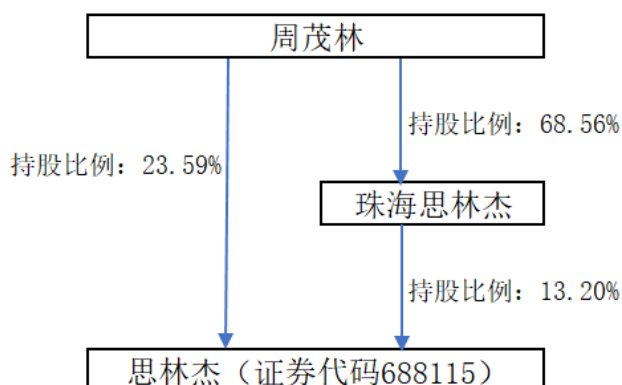 周茂林
持股比例：68.56%
持股比例：23.59%
珠海思林杰
持股比例：13.20%
思林杰（证券代码688115）